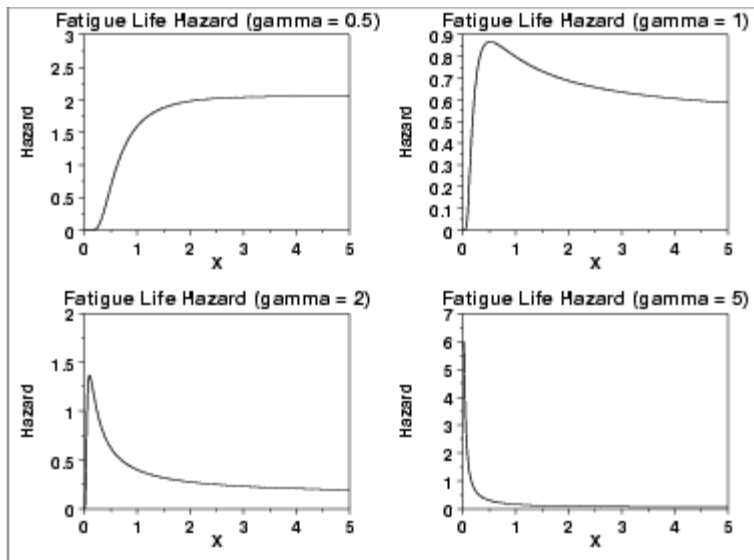 Fatigue Life Hazard (gamma = 0.5)
3
2.5
2
1.5
1
0.5
0
Hazard
0 1 2 3 4 5
X
Fatigue Life Hazard (gamma = 1)
0.9
0.8
0.7
0.6
0.5
0.4
0.3
0.2
0.1
0
Hazard
0 1 2 3 4 5
X
Fatigue Life Hazard (gamma = 2)
2
1.5
1
0.5
0
Hazard
0 1 2 3 4 5
X
Fatigue Life Hazard (gamma = 5)
7
6
5
4
3
2
1
0
Hazard
0 1 2 3 4 5
X